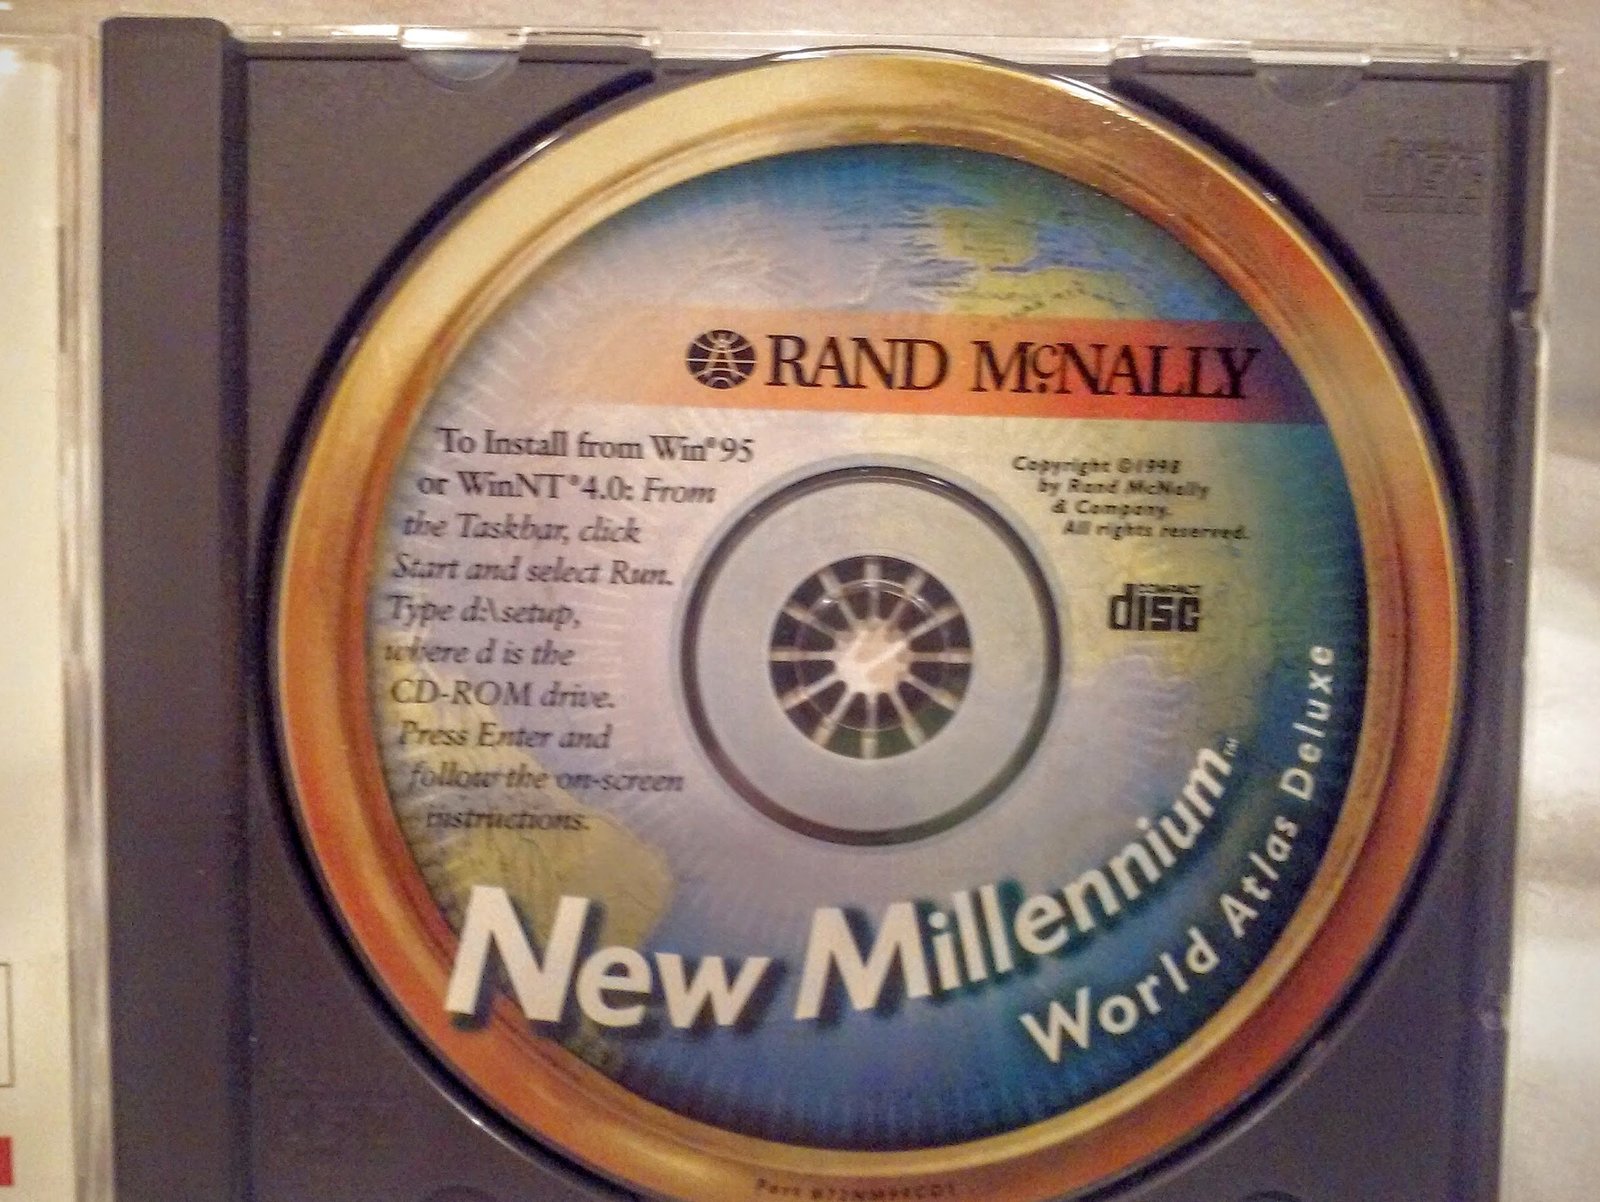 RAND McNALLY
To Install from Win®95
or WinNT®4.0: From
the Taskbar, click
Start and select Run.
Type d:\setup,
where d is the
CD-ROM drive.
Press Enter and
follow the on-screen
instructions.
Copyright ©1998
by Rand McNally
& Company.
All rights reserved.
COMPACT
disc
New Millennium™
World Atlas Deluxe
Part
disc